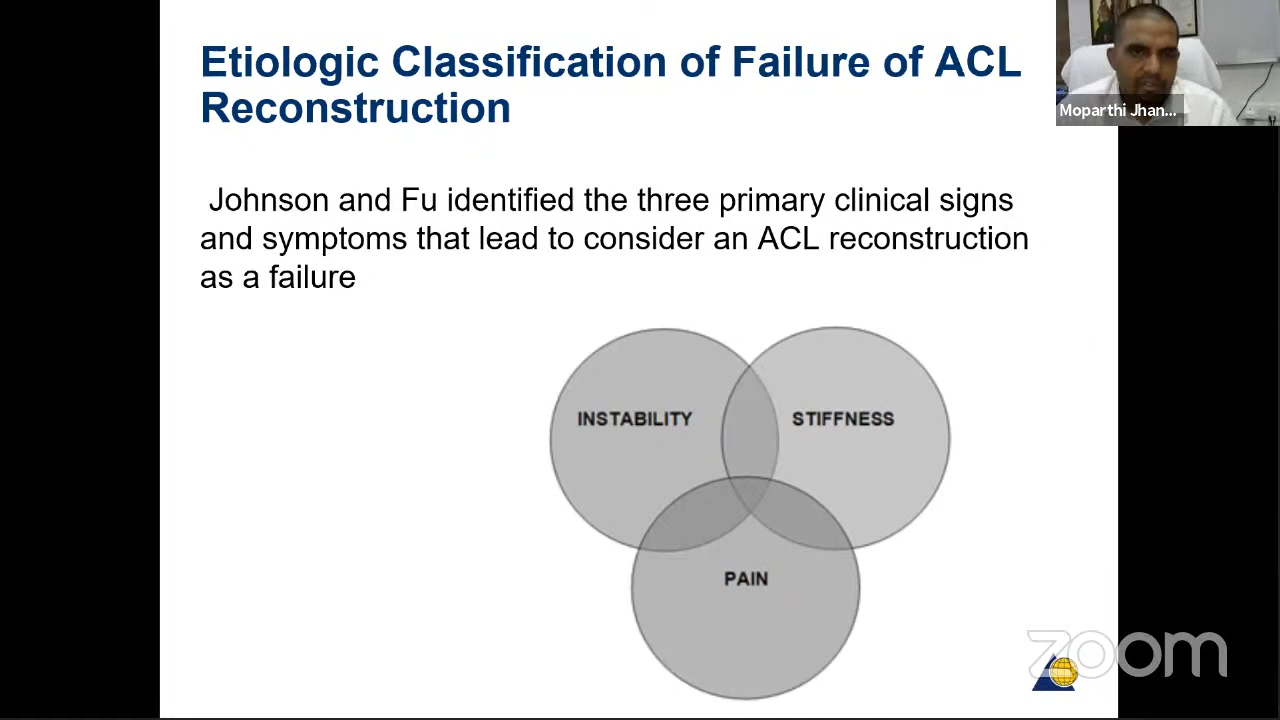 Etiologic Classification of Failure of ACL
Reconstruction
Moparthi Jhan...
Johnson and Fu identified the three primary clinical signs
and symptoms that lead to consider an ACL reconstruction
as a failure
INSTABILITY
STIFFNESS
PAIN
zoom